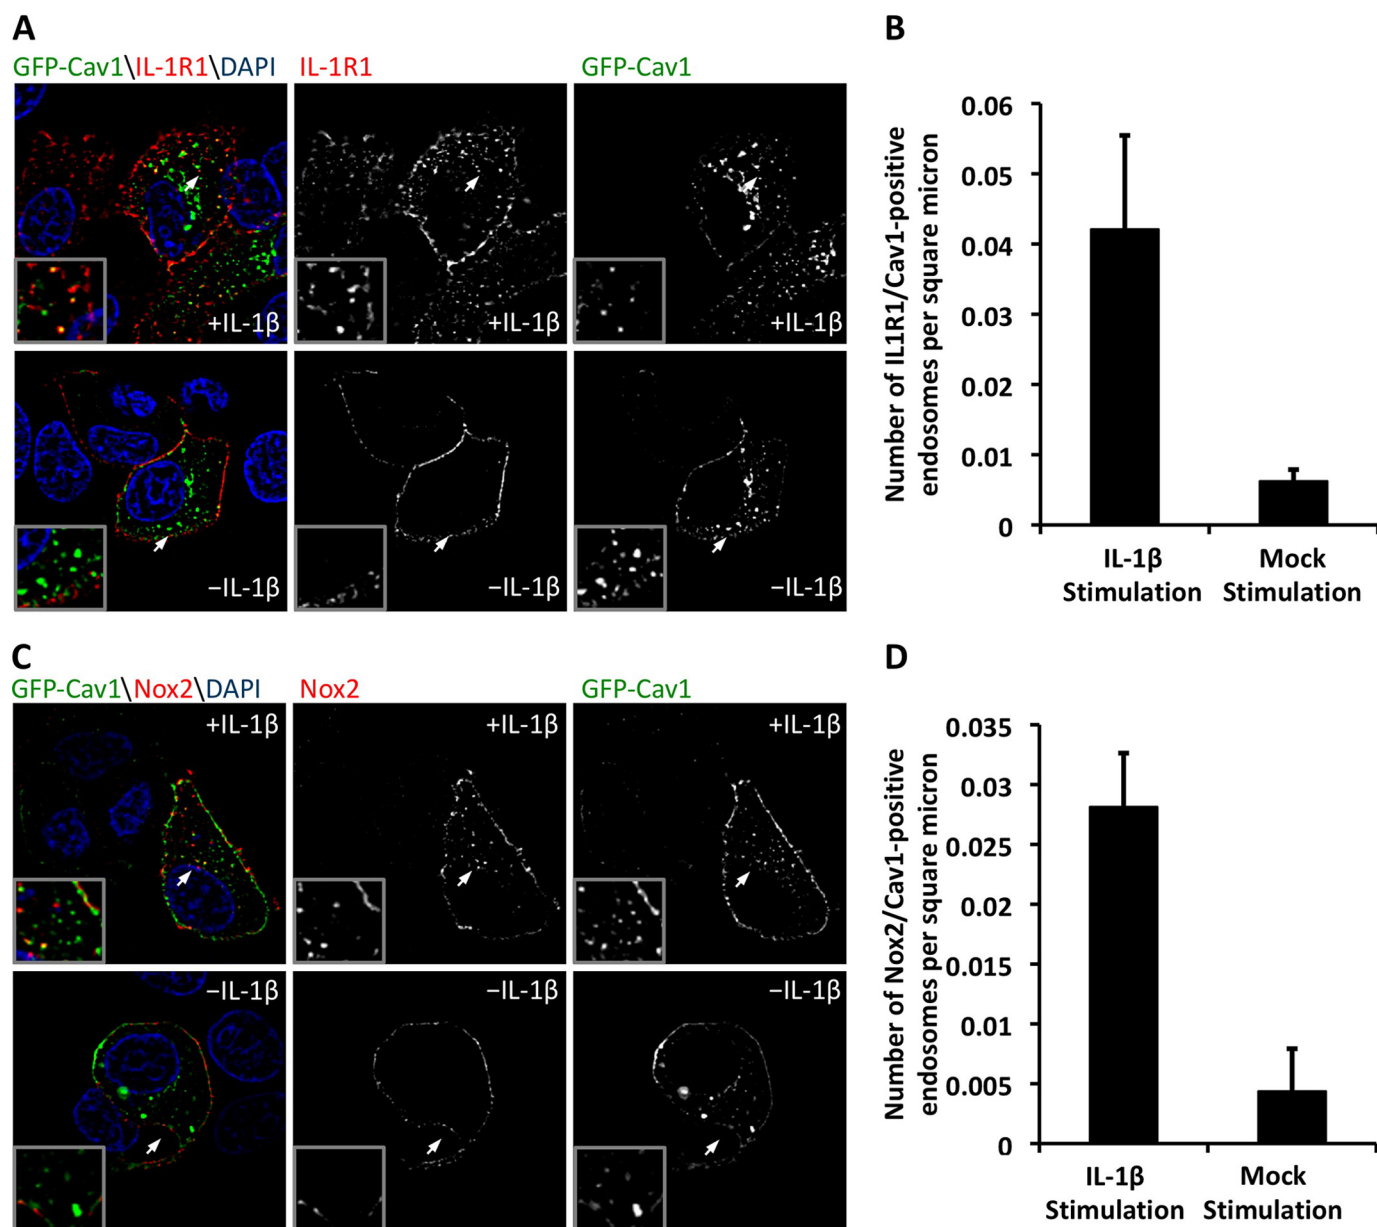 A
GFP-Cav1\IL-1R1\DAPI
IL-1R1
GFP-Cav1
+IL-1β
+IL-1β
+IL-1β
−IL-1β
−IL-1β
−IL-1β
B
Number of IL1R1/Cav1-positive
endosomes per square micron
0.06
0.05
0.04
0.03
0.02
0.01
0
IL-1β
Stimulation
Mock
Stimulation
C
GFP-Cav1\Nox2\DAPI
Nox2
GFP-Cav1
+IL-1β
+IL-1β
+IL-1β
−IL-1β
−IL-1β
−IL-1β
D
Number of Nox2/Cav1-positive
endosomes per square micron
0.035
0.03
0.025
0.02
0.015
0.01
0.005
0
IL-1β
Stimulation
Mock
Stimulation